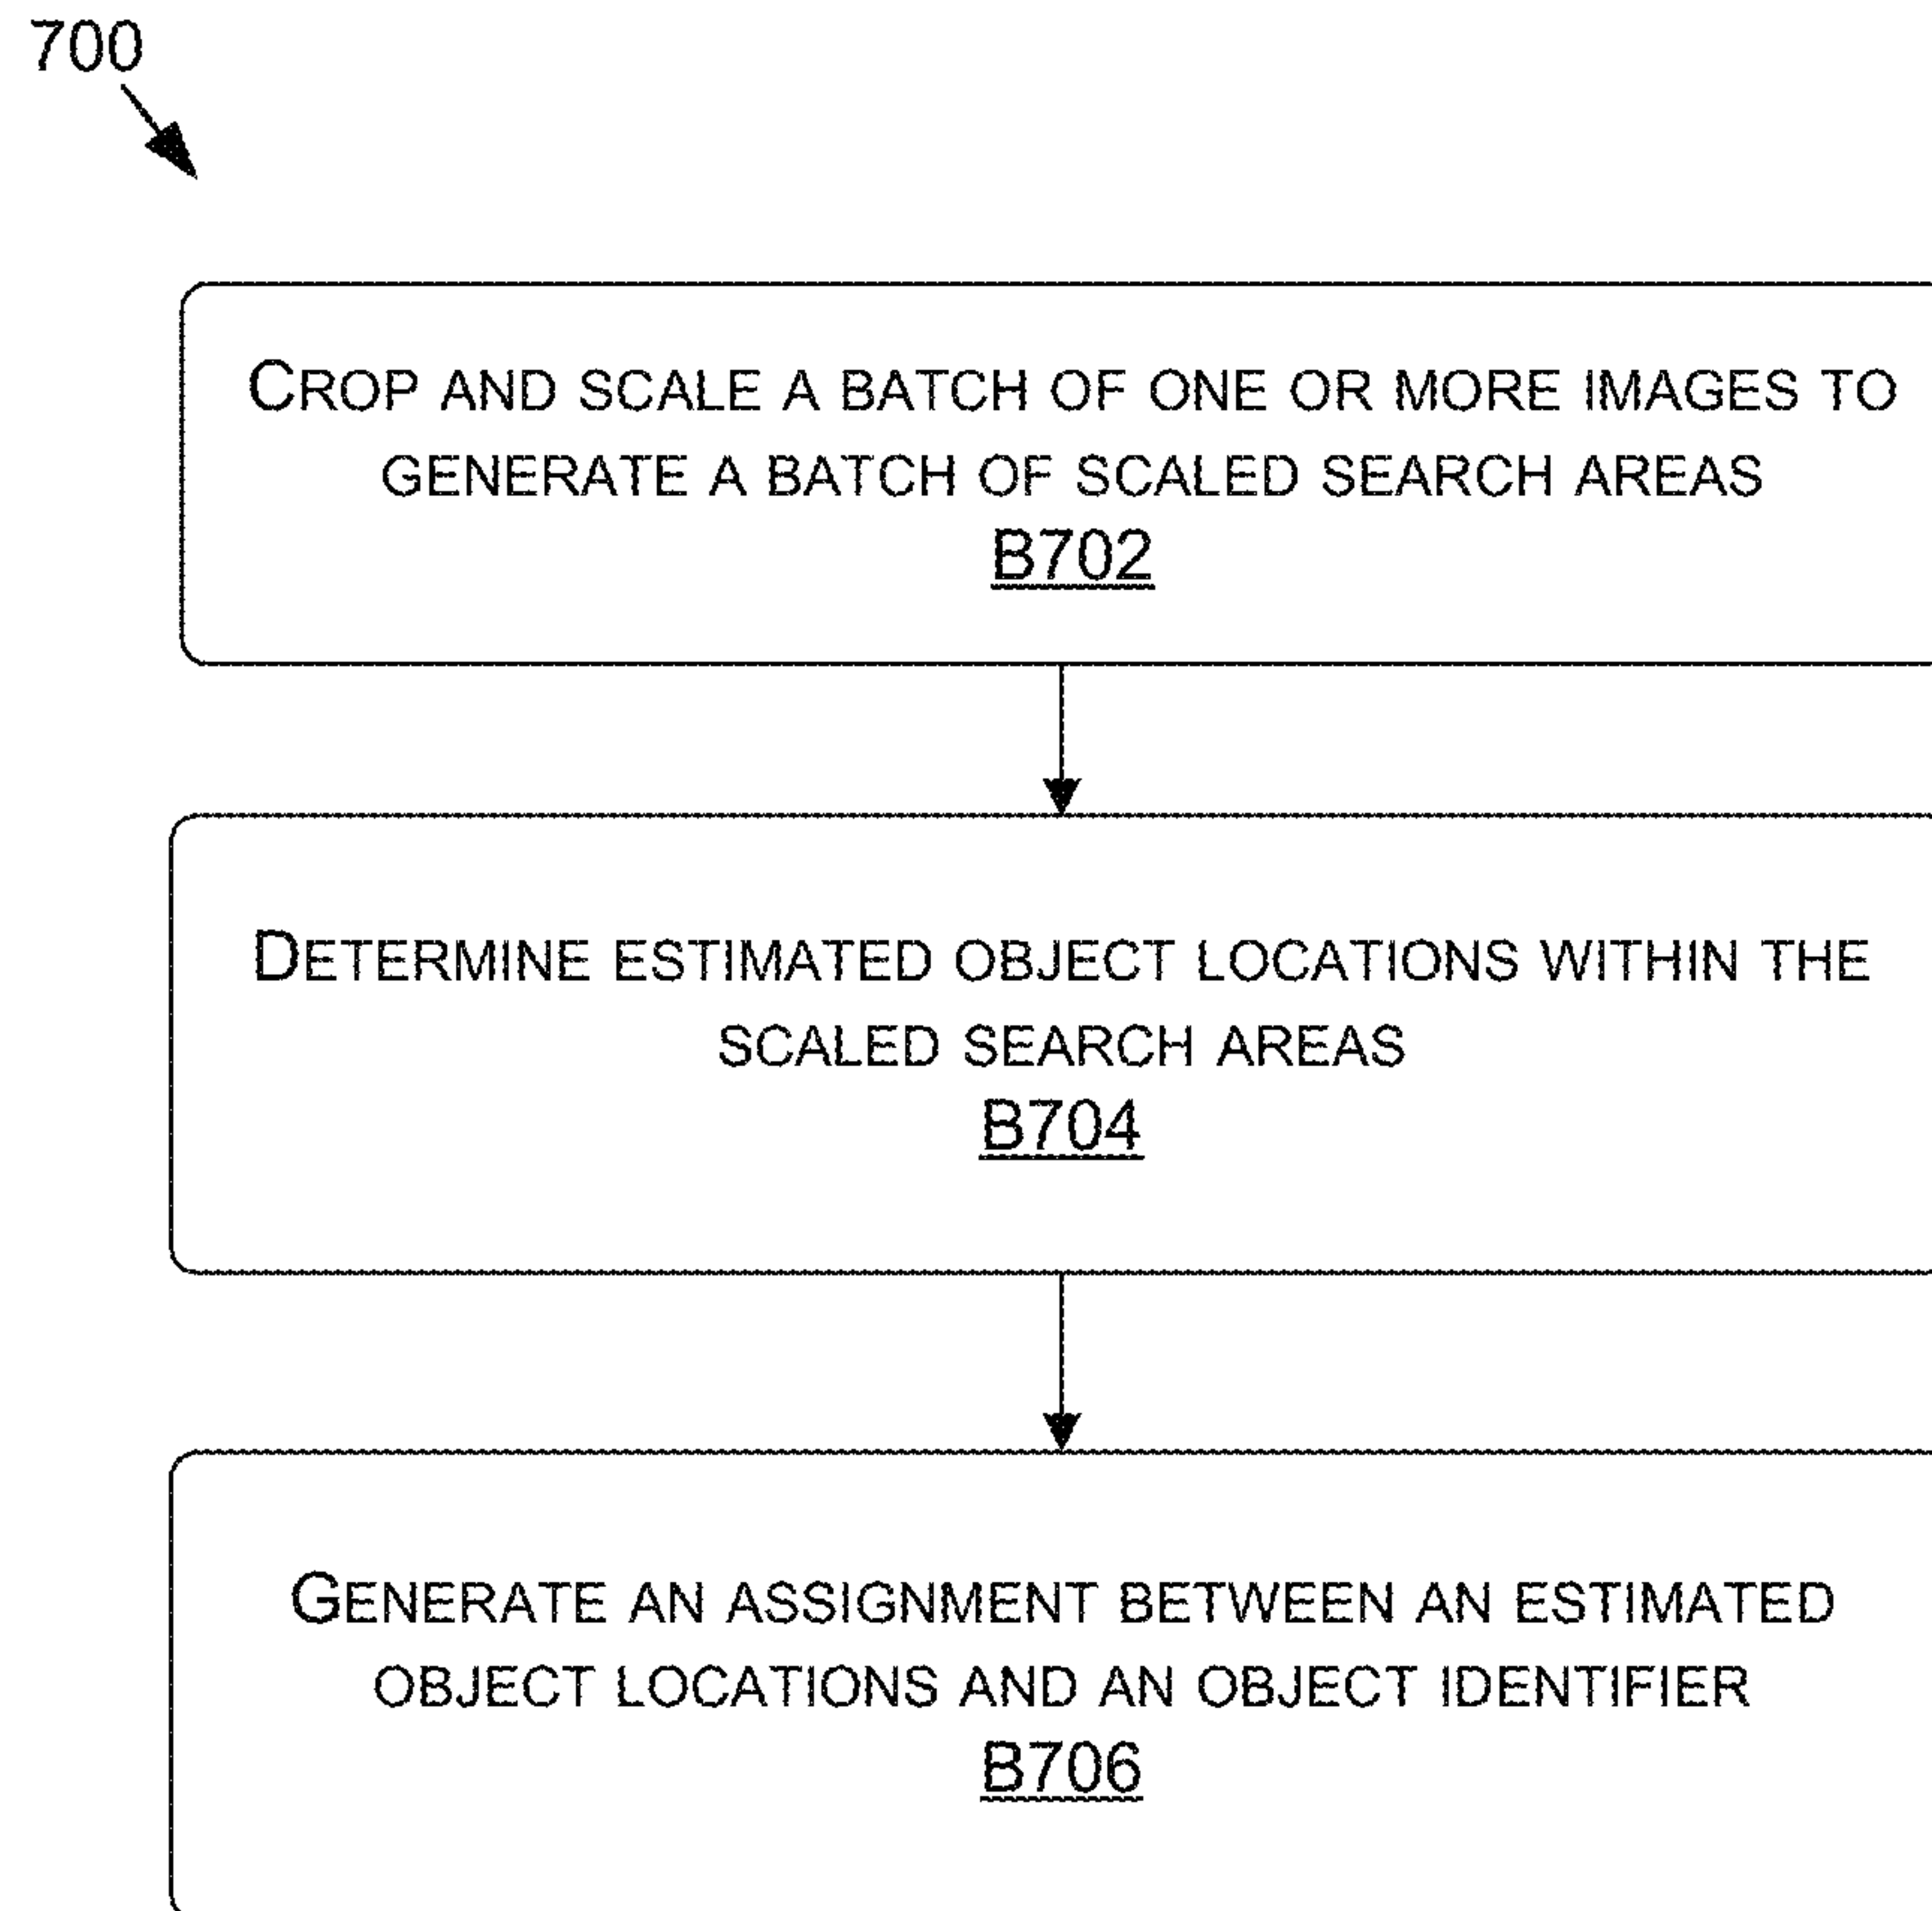 700
CROP AND SCALE A BATCH OF ONE OR MORE IMAGES TO
GENERATE A BATCH OF SCALED SEARCH AREAS
B702
DETERMINE ESTIMATED OBJECT LOCATIONS WITHIN THE
SCALED SEARCH AREAS
B704
GENERATE AN ASSIGNMENT BETWEEN AN ESTIMATED
OBJECT LOCATIONS AND AN OBJECT IDENTIFIER
B706